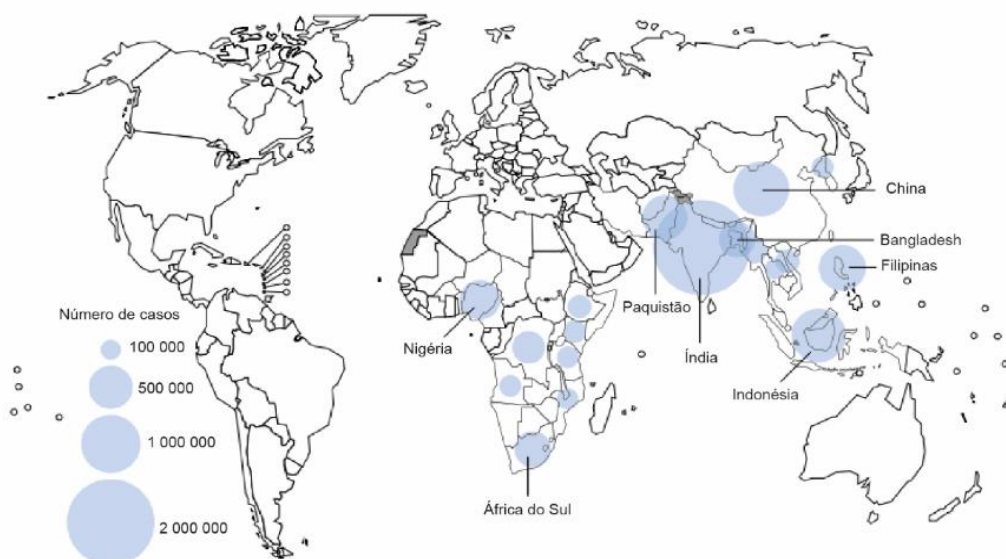 China
Bangladesh
Filipinas
Paquistão
Número de casos
100 000
Nigéria
Índia
500 000
Indonésia
1 000 000
África do Sul
2 000 000